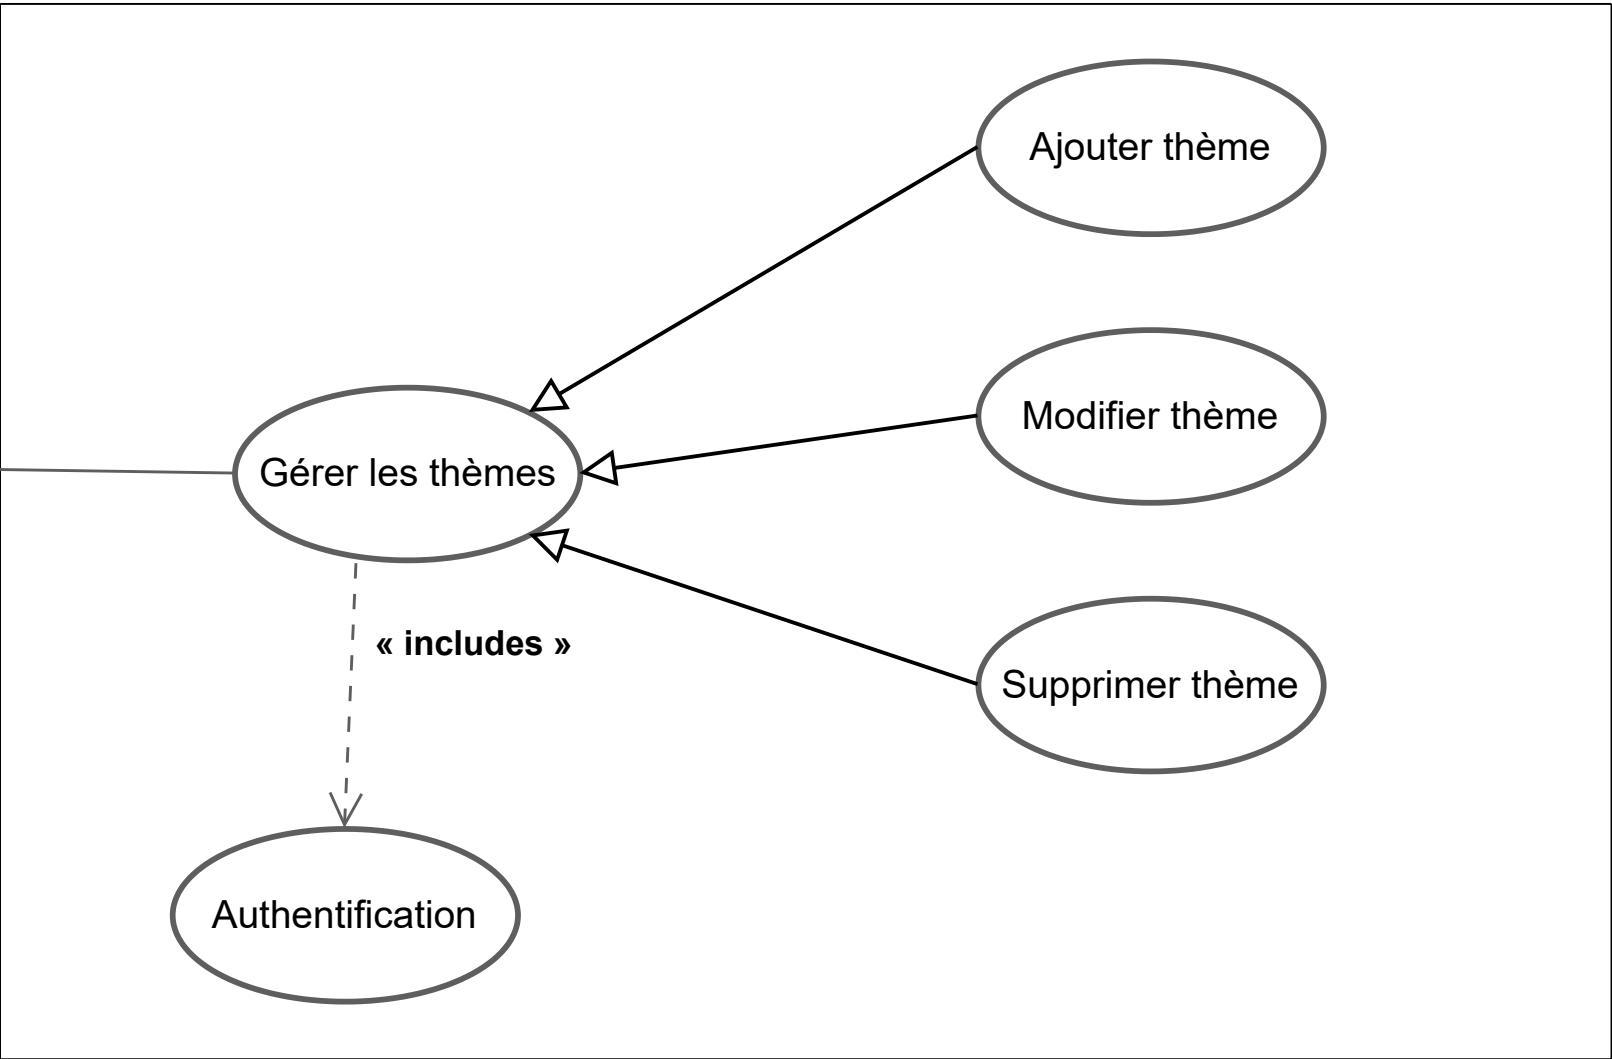 Ajouter thème
Modifier thème
Gérer les thèmes
« includes »
Supprimer thème
Authentification